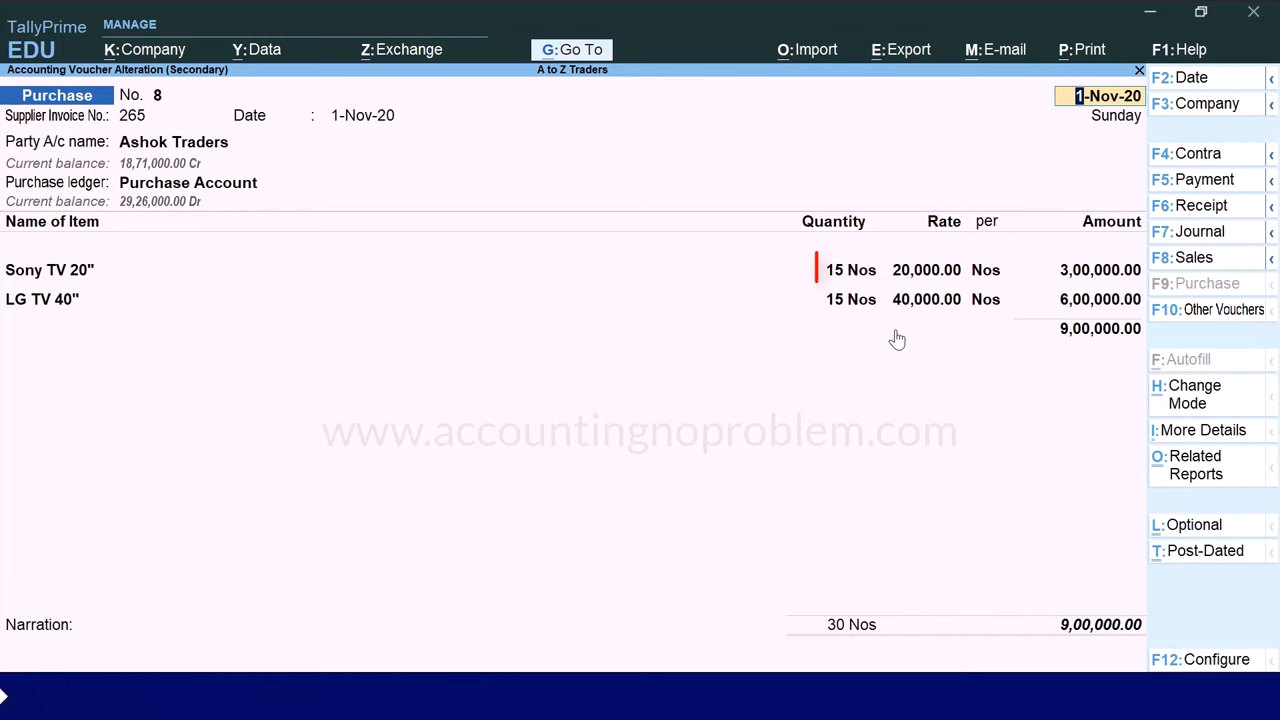 TallyPrime MANAGE
EDU K:Company Y:Data Z:Exchange G:Go To O:Import E:Export M:E-mail P:Print F1:Help
Accounting Voucher Alteration (Secondary) A to Z Traders
Purchase No. 8 1-Nov-20
Supplier Invoice No.: 265 Date : 1-Nov-20 Sunday
Party A/c name: Ashok Traders
Current balance: 18,71,000.00 Cr
Purchase ledger: Purchase Account
Current balance: 29,26,000.00 Dr
Name of Item Quantity Rate per Amount
Sony TV 20" 15 Nos 20,000.00 Nos 3,00,000.00
LG TV 40" 15 Nos 40,000.00 Nos 6,00,000.00
9,00,000.00
www.accountingnoproblem.com
Narration: 30 Nos 9,00,000.00
F2:Date
F3:Company
F4:Contra
F5:Payment
F6:Receipt
F7:Journal
F8:Sales
F9:Purchase
F10:Other Vouchers
F:Autofill
H:Change
Mode
I:More Details
O:Related
Reports
L:Optional
T:Post-Dated
F12:Configure